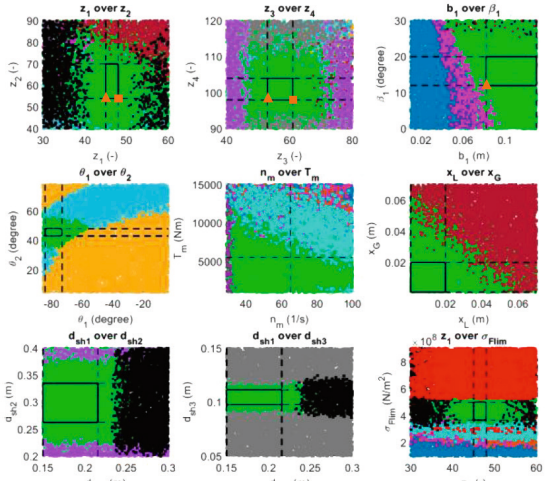 z1 over z2
z3 over z4
b1 over β1
90
80
70
60
50
40
z2 (-)
30 40 50 60
z1 (-)
120
110
100
90
z4 (-)
40 60 80
z3 (-)
30
20
10
0
β1 (degree)
0.02 0.06 0.1
b1 (m)
θ1 over θ2
nm over Tm
xL over xG
60
40
20
θ2 (degree)
-80 -60 -40 -20
θ1 (degree)
15000
10000
5000
Tm (Nm)
40 60 80 100
nm (1/s)
0.06
0.04
0.02
0
xG
0.02 0.04 0.06
xL
dsh1 over dsh2
dsh1 over dsh3
z1 over σFlim
0.4
0.35
0.3
0.25
0.2
dsh2 (m)
0.15 0.2 0.25 0.3
0.15
0.1
0.05
dsh3 (m)
0.15 0.2 0.25 0.3
× 10^8
8
6
4
2
σFlim (N/m²)
30 40 50 60